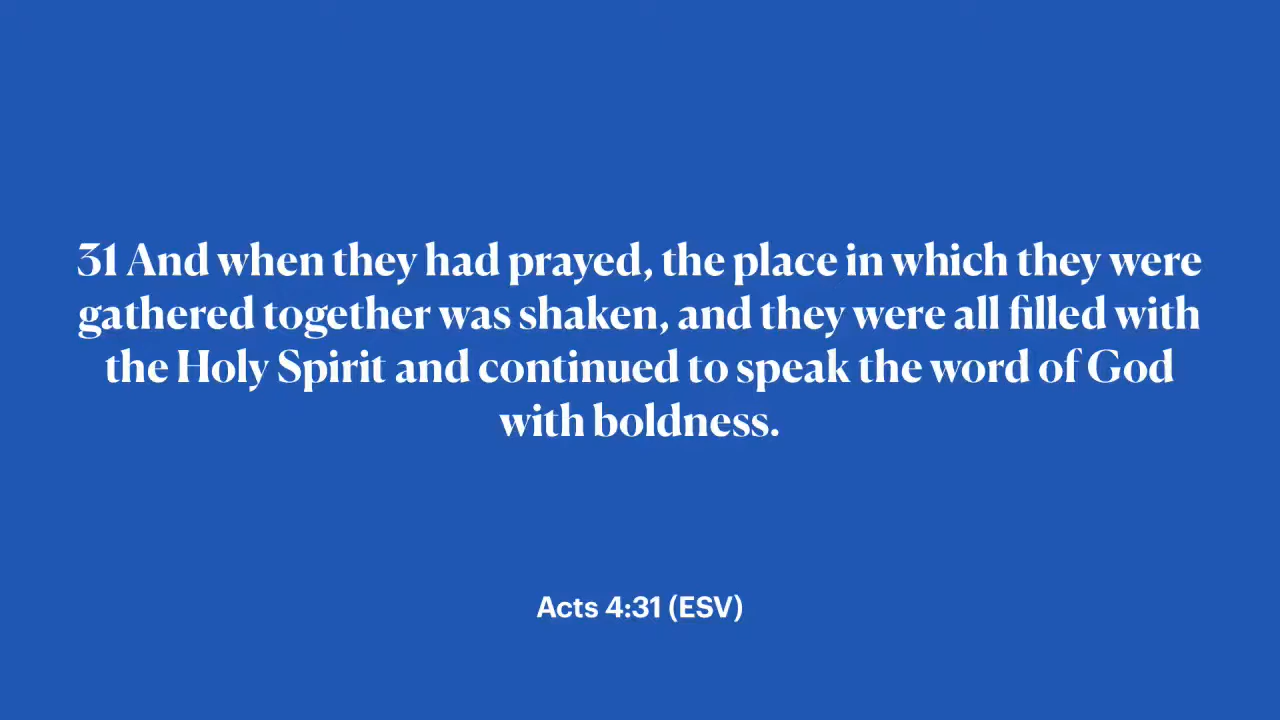 31 And when they had prayed, the place in which they were
gathered together was shaken, and they were all filled with
the Holy Spirit and continued to speak the word of God
with boldness.
Acts 4:31 (ESV)